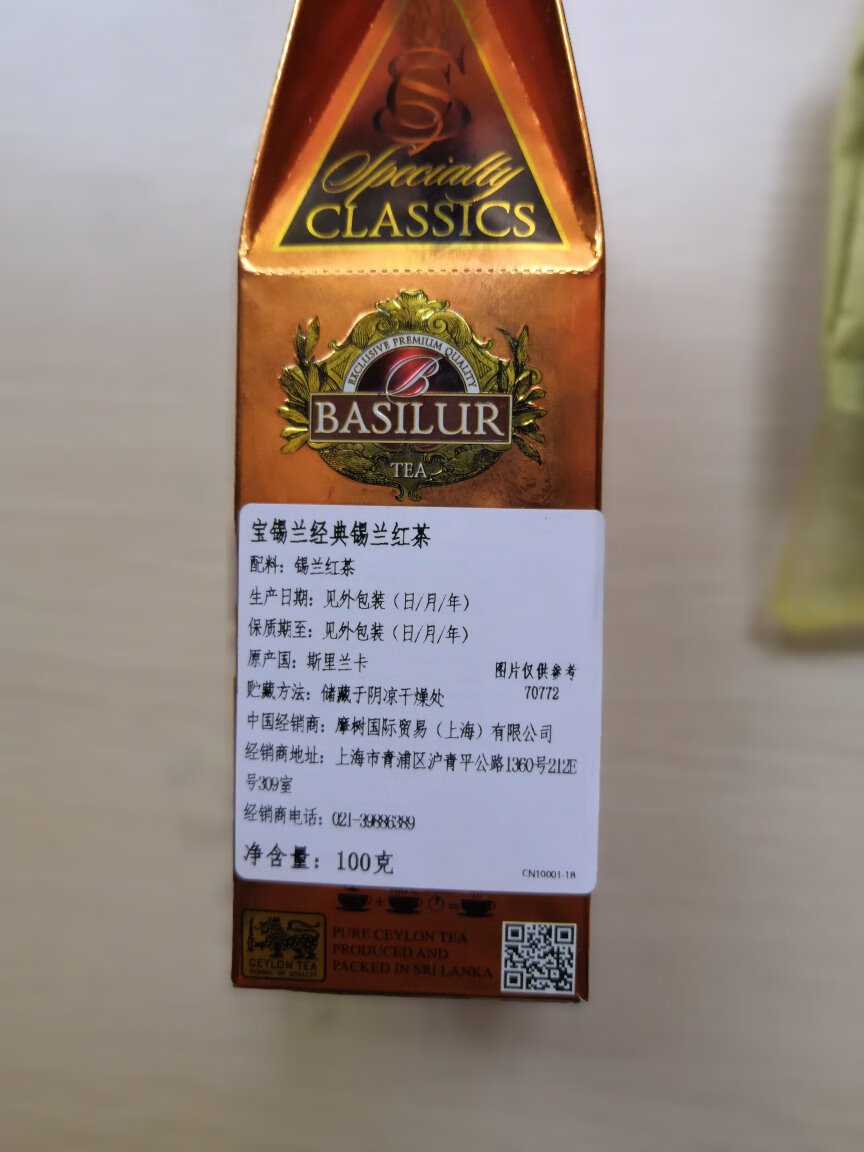 Specialty
CLASSICS
EXCLUSIVE PREMIUM QUALITY
B
BASILUR
TEA
宝锡兰经典锡兰红茶
配料：锡兰红茶
生产日期：见外包装（日/月/年）
保质期至：见外包装（日/月/年）
原产国：斯里兰卡
图片仅供参考
70772
贮藏方法：储藏于阴凉干燥处
中国经销商：摩树国际贸易（上海）有限公司
经销商地址：上海市青浦区沪青平公路1360号212E
号309室
经销商电话：021-39886389
净含量：100克
CN10001-18
CEYLON TEA
SYMBOL OF QUALITY
PURE CEYLON TEA
PRODUCED AND
PACKED IN SRI LANKA